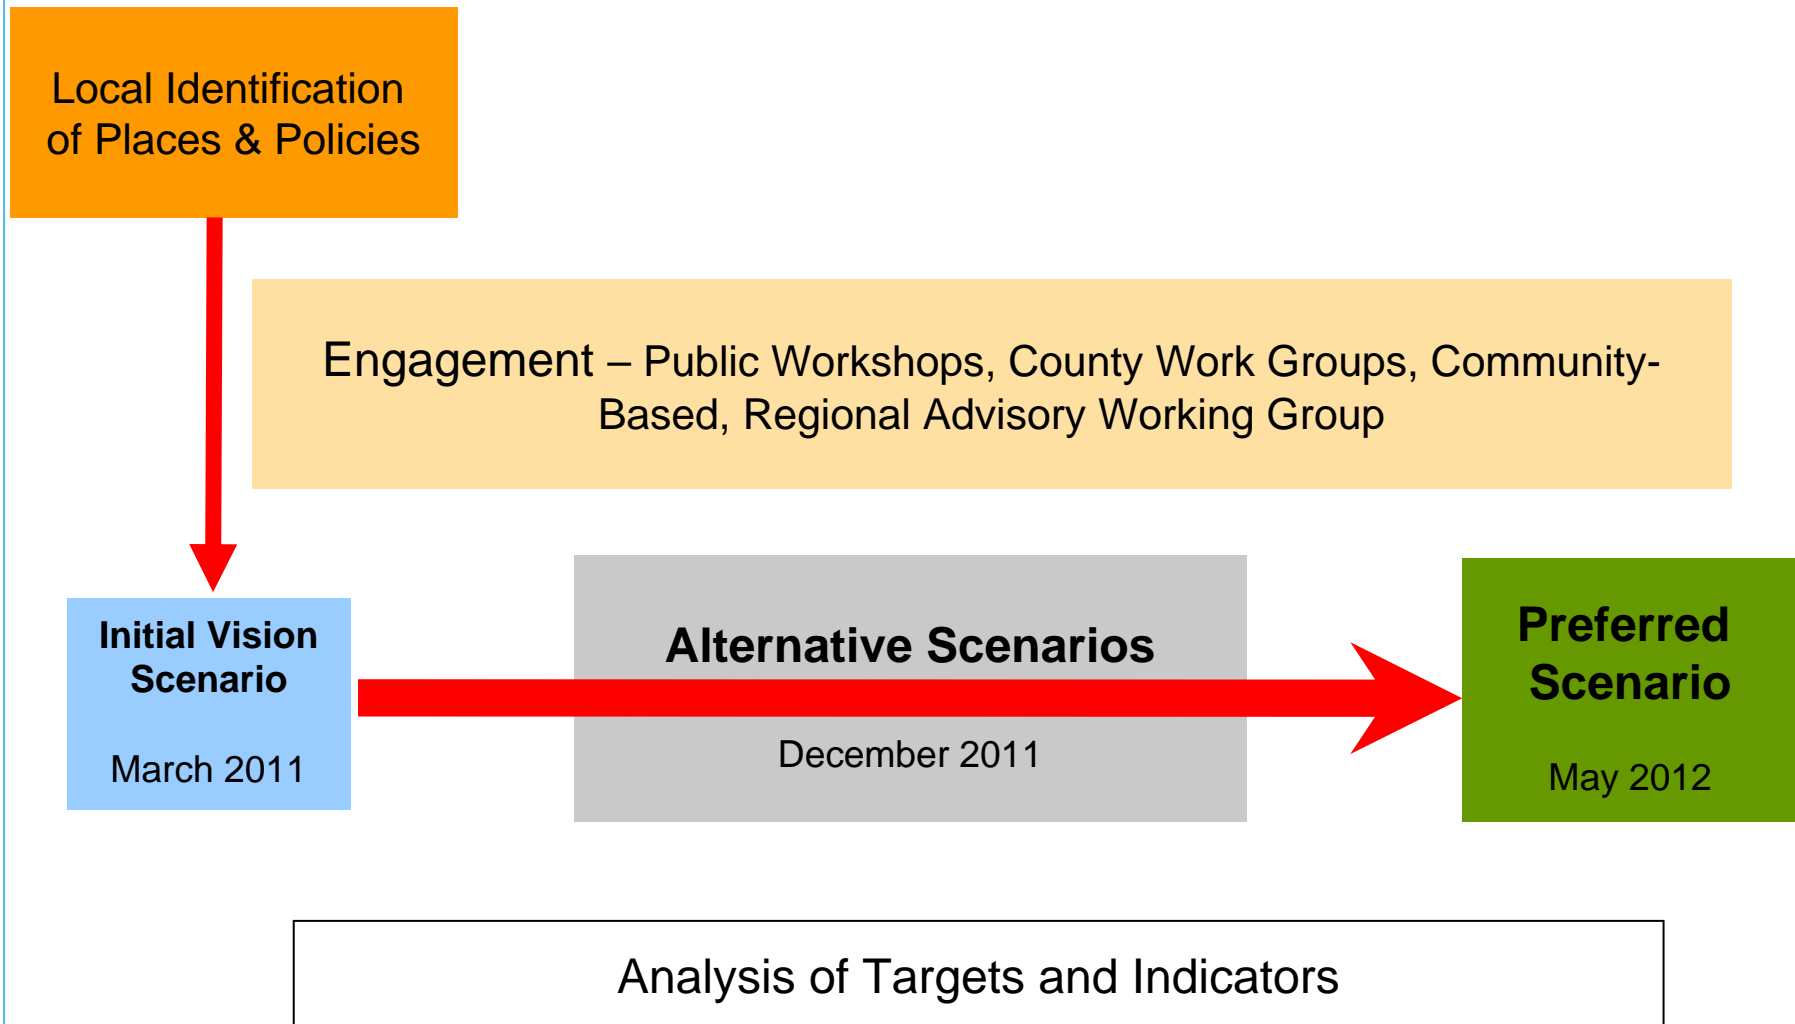 Local Identification
of Places & Policies
Engagement – Public Workshops, County Work Groups, Community-
Based, Regional Advisory Working Group
Initial Vision
Scenario
March 2011
Alternative Scenarios
December 2011
Preferred
Scenario
May 2012
Analysis of Targets and Indicators